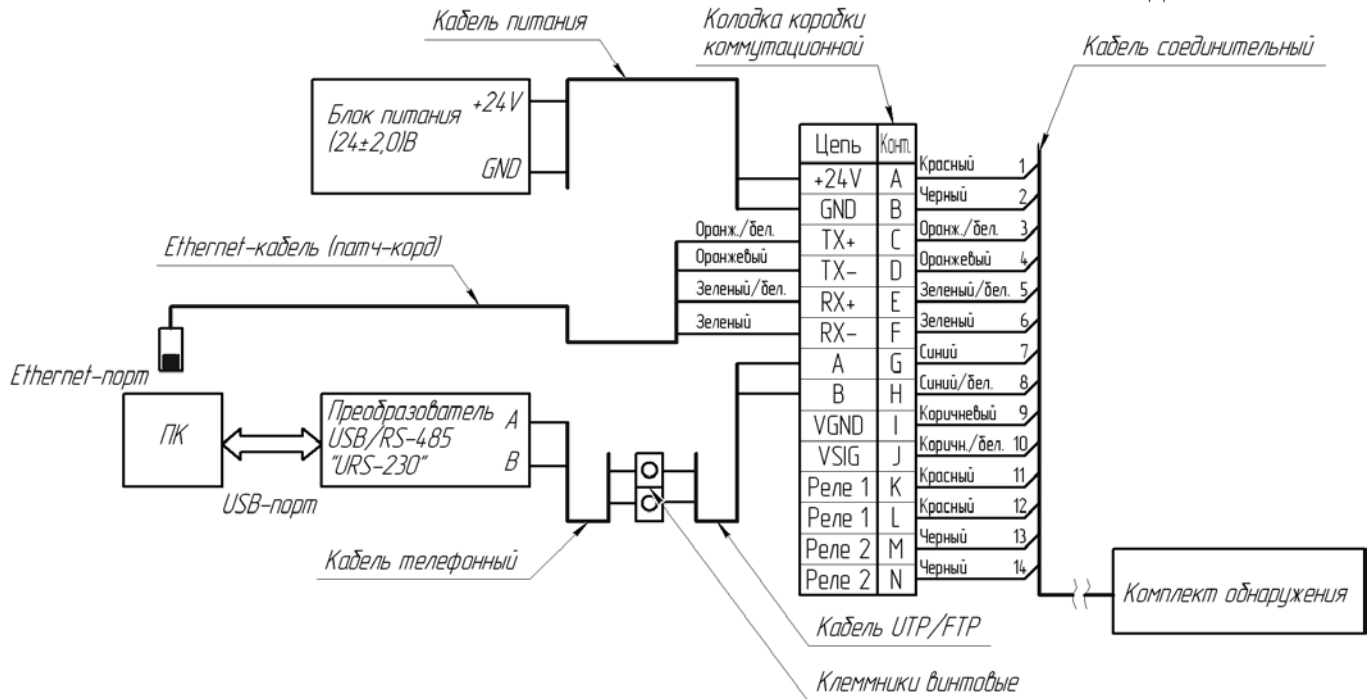 Кабель питания
Колодка коробки
коммутационной
Кабель соединительный
Блок питания
(24±2,0)В
+24V
GND
Цепь Конт.
+24V A Красный 1
GND B Черный 2
Оранж./бел. TX+ C Оранж./бел. 3
Оранжевый TX- D Оранжевый 4
Зеленый/бел. RX+ E Зеленый/бел. 5
Зеленый RX- F Зеленый 6
A G Синий 7
B H Синий/бел. 8
VGND I Коричневый 9
VSIG J Коричн./бел. 10
Реле 1 K Красный 11
Реле 1 L Красный 12
Реле 2 M Черный 13
Реле 2 N Черный 14
Ethernet-кабель (патч-корд)
Ethernet-порт
ПК
USB-порт
Преобразователь
USB/RS-485
"URS-230"
A
B
Кабель телефонный
Кабель UTP/FTP
Клеммники винтовые
Комплект обнаружения